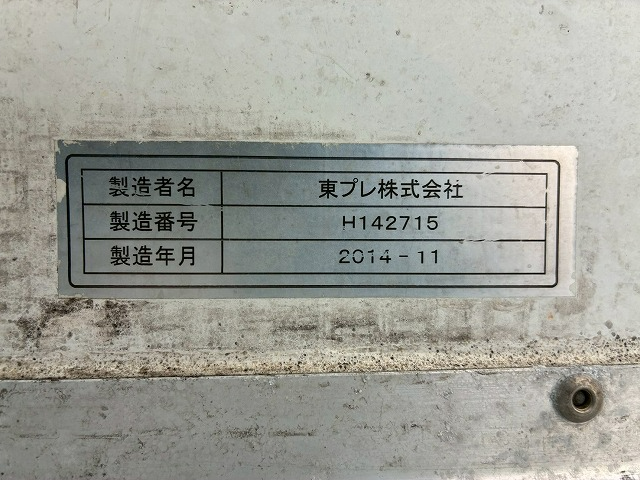 製造者名 東プレ株式会社
製造番号 H142715
製造年月 2014-11